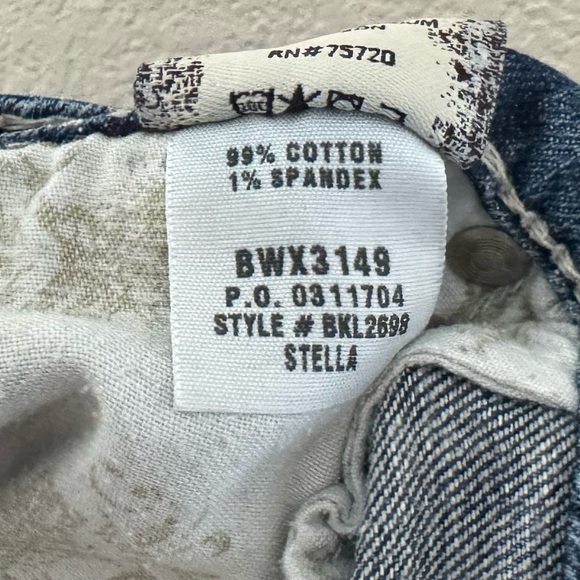 RN# 75720
99% COTTON
1% SPANDEX
BWX3149
P.O. 0311704
STYLE # BKL2698
STELLA